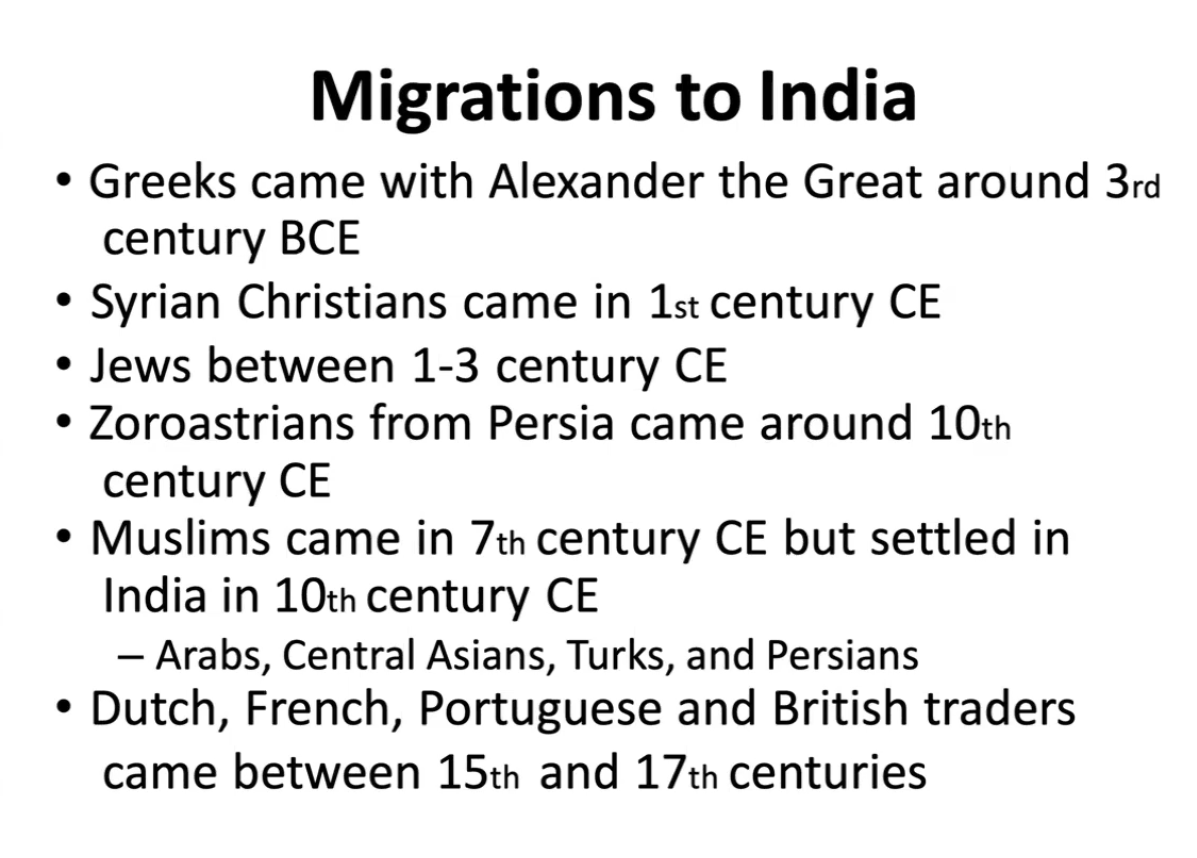 Migrations to India
• Greeks came with Alexander the Great around 3rd
century BCE
• Syrian Christians came in 1st century CE
• Jews between 1-3 century CE
• Zoroastrians from Persia came around 10th
century CE
• Muslims came in 7th century CE but settled in
India in 10th century CE
– Arabs, Central Asians, Turks, and Persians
• Dutch, French, Portuguese and British traders
came between 15th and 17th centuries